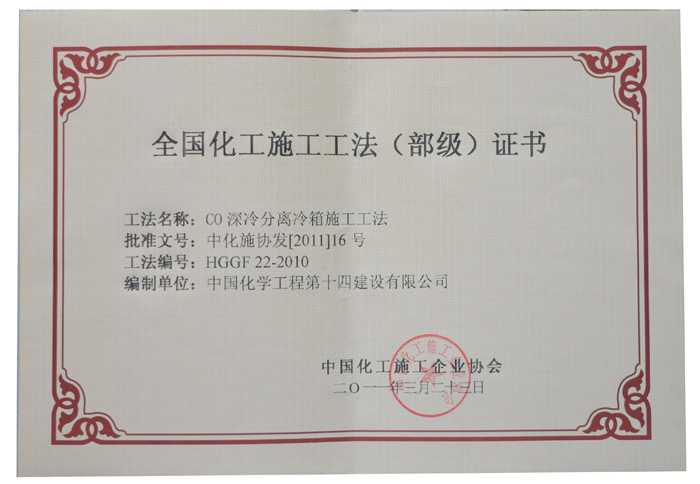 全国化工施工工法（部级）证书
工法名称：CO深冷分离冷箱施工工法
批准文号：中化施协发[2011]16号
工法编号：HGGF 22-2010
编制单位：中国化学工程第十四建设有限公司
中国化工施工企业协会
二〇一一年三月二十三日